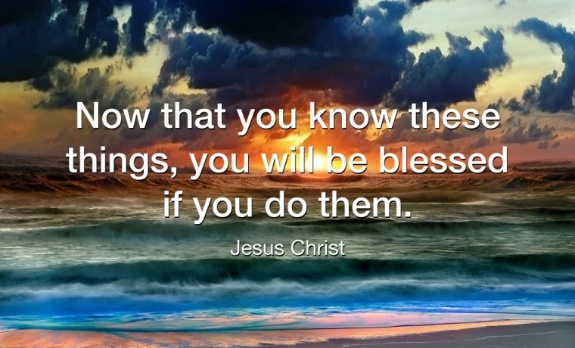 Now that you know these
things, you will be blessed
if you do them.
Jesus Christ